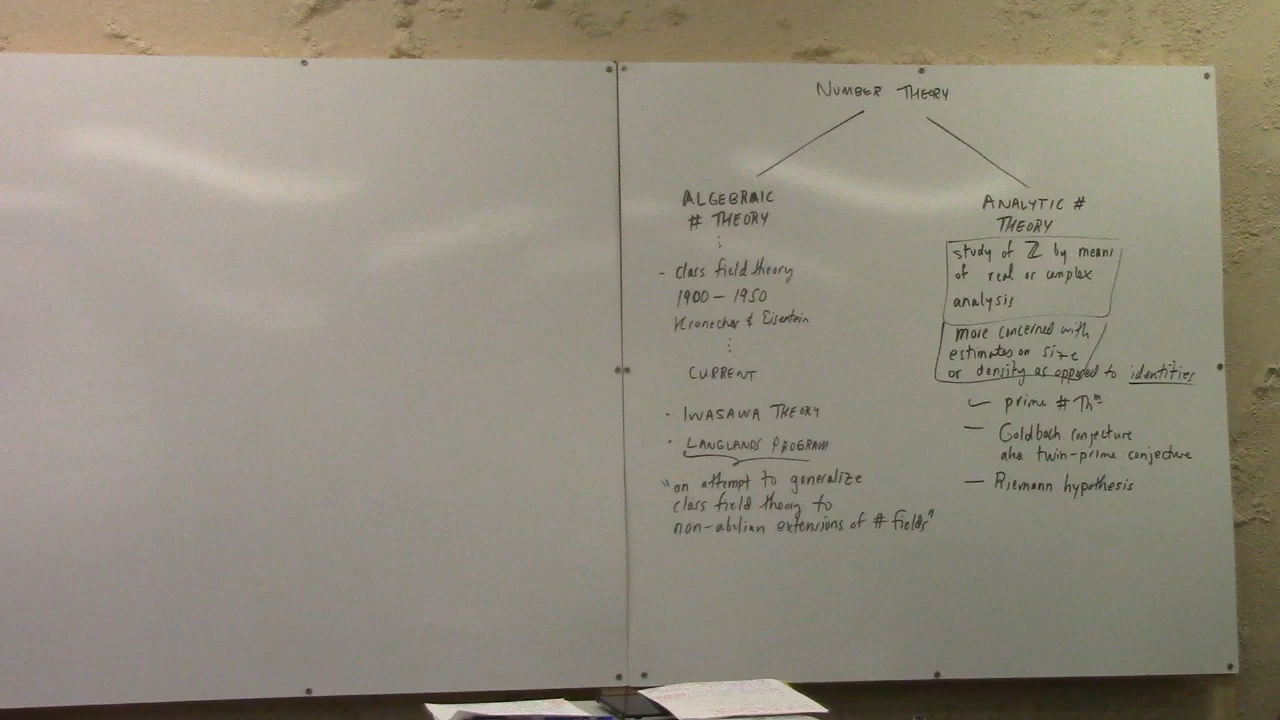 NUMBER THEORY
ALGEBRAIC
# THEORY
⋮
- class field theory
1900 - 1950
Kronecher & Eisentein
⋮
CURRENT
· IWASAWA THEORY
· LANGLANDS PROGRAM
"an attempt to generalize
class field theory to
non-abelian extensions of # fields"
ANALYTIC #
THEORY
study of ℤ by means
of real or complex
analysis
more concerned with
estimates on size
or density as opposed to identities
- prime # Thᵐ
- Goldbach conjecture
aka twin-prime conjecture
- Riemann hypothesis